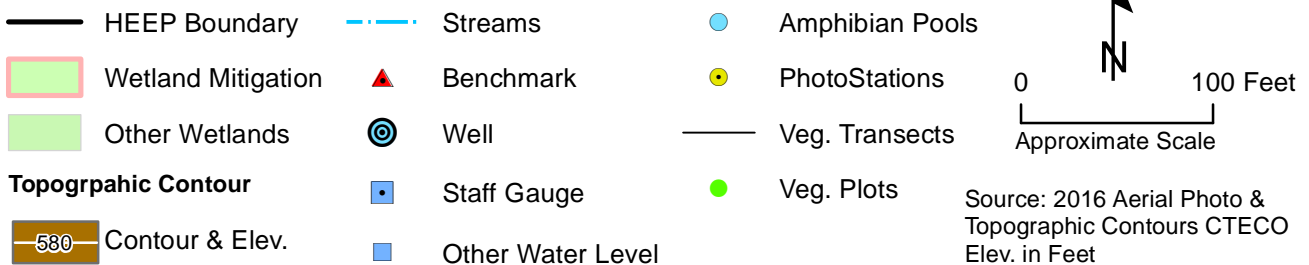 HEEP Boundary
Wetland Mitigation
Other Wetlands
Topogrpahic Contour
580
Contour & Elev.
Streams
Benchmark
Well
Staff Gauge
Other Water Level
Amphibian Pools
PhotoStations
Veg. Transects
Veg. Plots
N
0 100 Feet
Approximate Scale
Source: 2016 Aerial Photo &
Topographic Contours CTECO
Elev. in Feet